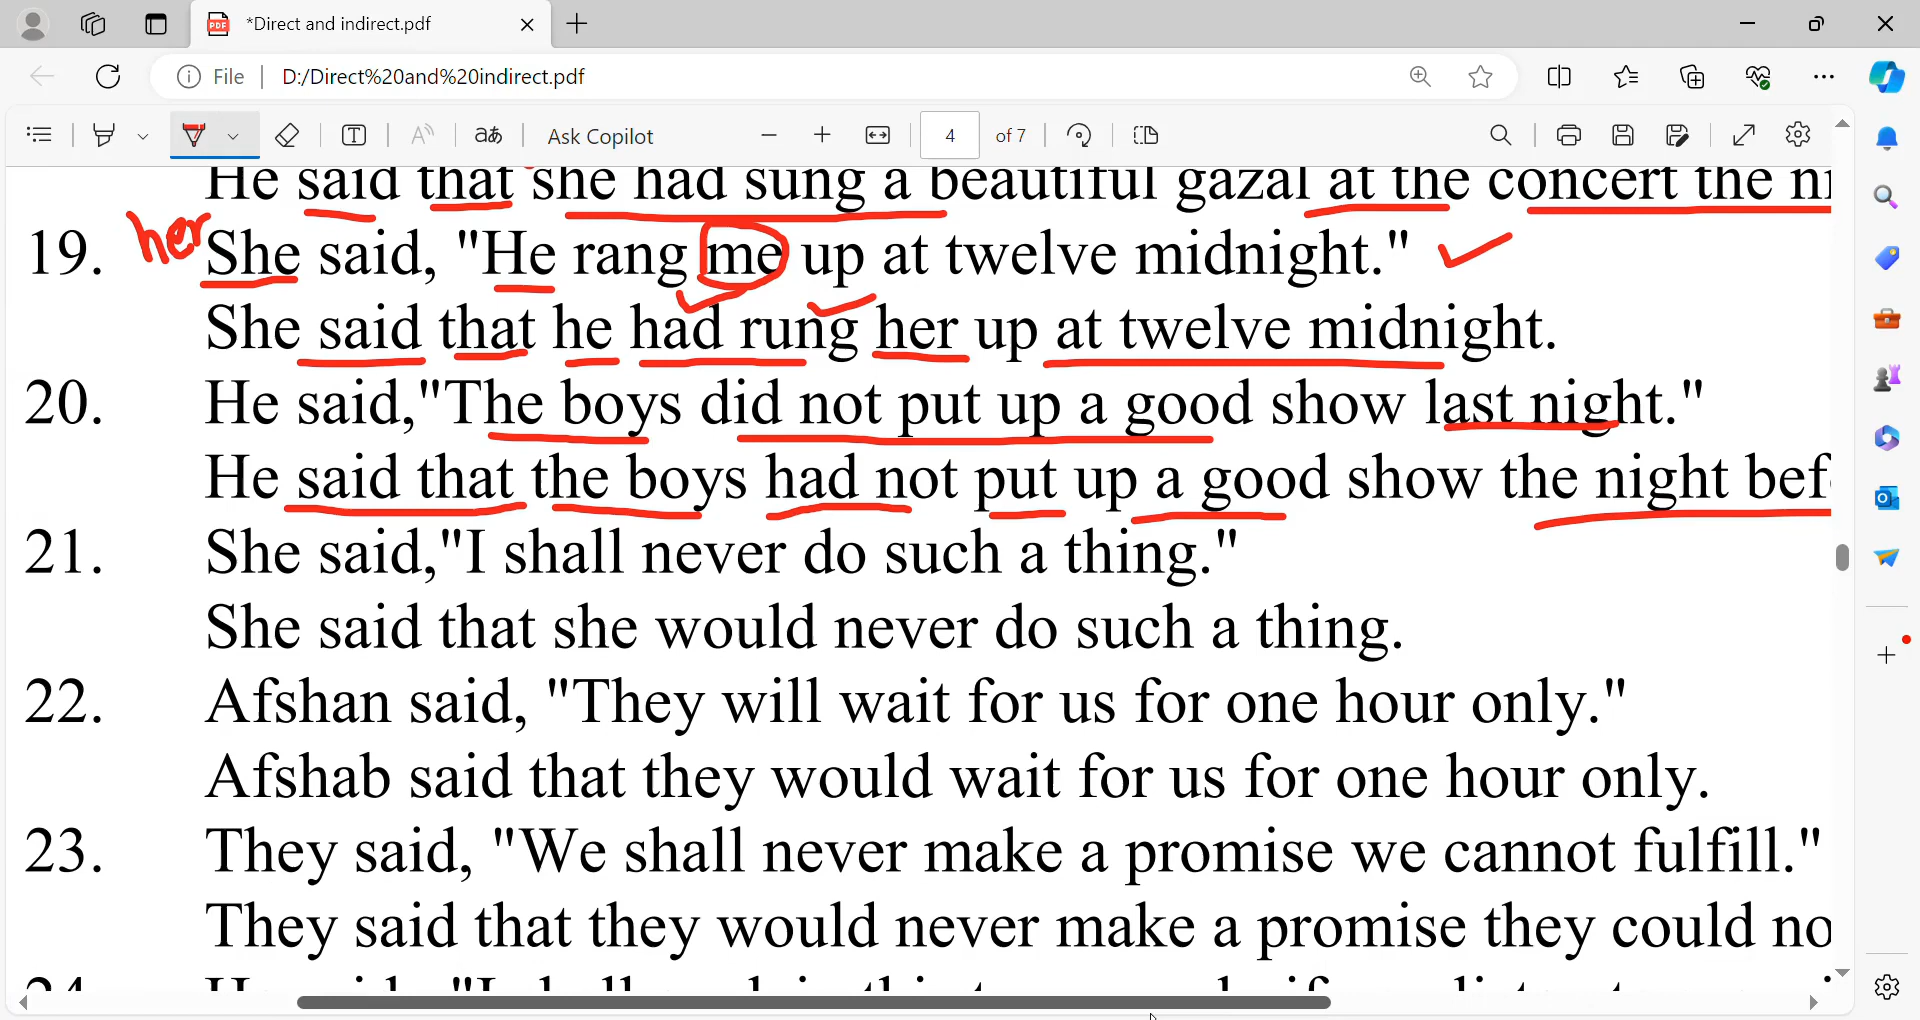 *Direct and indirect.pdf
File D:/Direct%20and%20indirect.pdf
Ask Copilot 4 of 7
He said that she had sung a beautiful gazal at the concert the
her
19. She said, "He rang me up at twelve midnight."
She said that he had rung her up at twelve midnight.
20. He said,"The boys did not put up a good show last night."
He said that the boys had not put up a good show the night
21. She said,"I shall never do such a thing."
She said that she would never do such a thing.
22. Afshan said, "They will wait for us for one hour only."
Afshab said that they would wait for us for one hour only.
23. They said, "We shall never make a promise we cannot fulfill."
They said that they would never make a promise they could